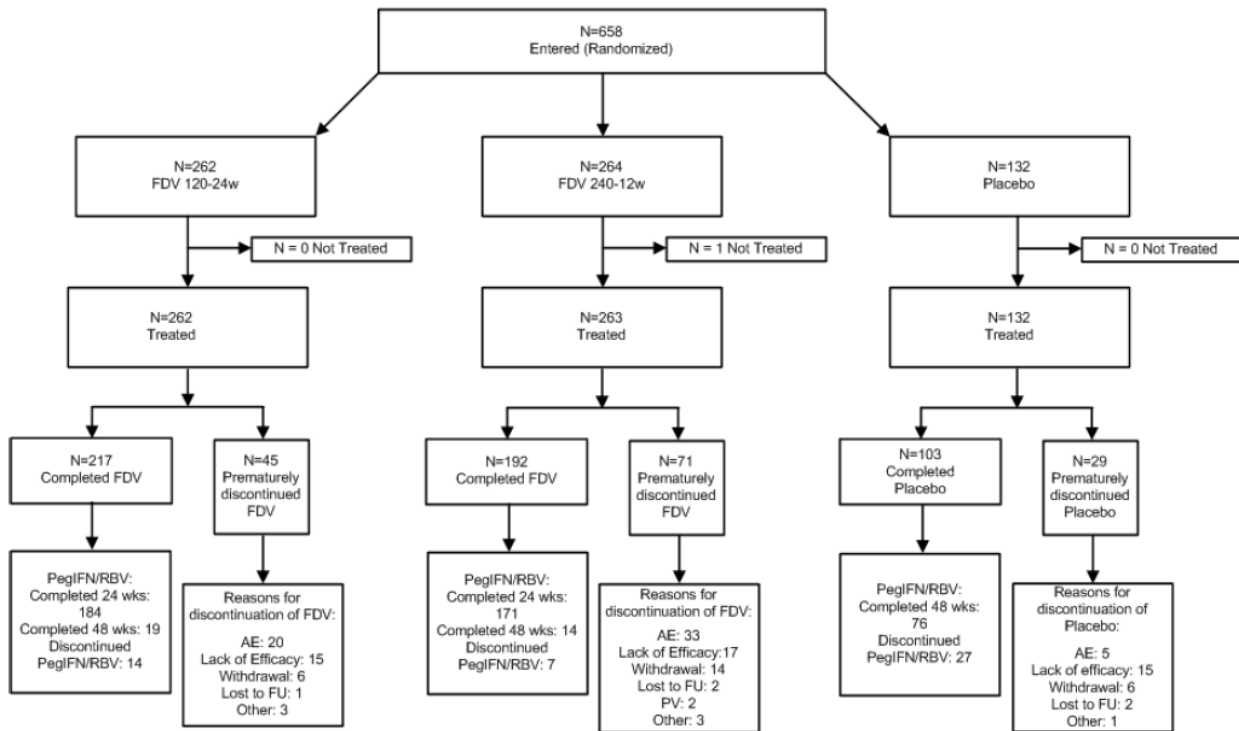 N=658
Entered (Randomized)
N=262
FDV 120-24w
N=264
FDV 240-12w
N=132
Placebo
N = 0 Not Treated
N = 1 Not Treated
N = 0 Not Treated
N=262
Treated
N=263
Treated
N=132
Treated
N=217
Completed FDV
N=45
Prematurely
discontinued
FDV
N=192
Completed FDV
N=71
Prematurely
discontinued
FDV
N=103
Completed
Placebo
N=29
Prematurely
discontinued
Placebo
PegIFN/RBV:
Completed 24 wks:
184
Completed 48 wks: 19
Discontinued
PegIFN/RBV: 14
Reasons for
discontinuation of FDV:
AE: 20
Lack of Efficacy: 15
Withdrawal: 6
Lost to FU: 1
Other: 3
PegIFN/RBV:
Completed 24 wks:
171
Completed 48 wks: 14
Discontinued
PegIFN/RBV: 7
Reasons for
discontinuation of FDV:
AE: 33
Lack of Efficacy:17
Withdrawal: 14
Lost to FU: 2
PV: 2
Other: 3
PegIFN/RBV:
Completed 48 wks:
76
Discontinued
PegIFN/RBV: 27
Reasons for
discontinuation of
Placebo:
AE: 5
Lack of efficacy: 15
Withdrawal: 6
Lost to FU: 2
Other: 1